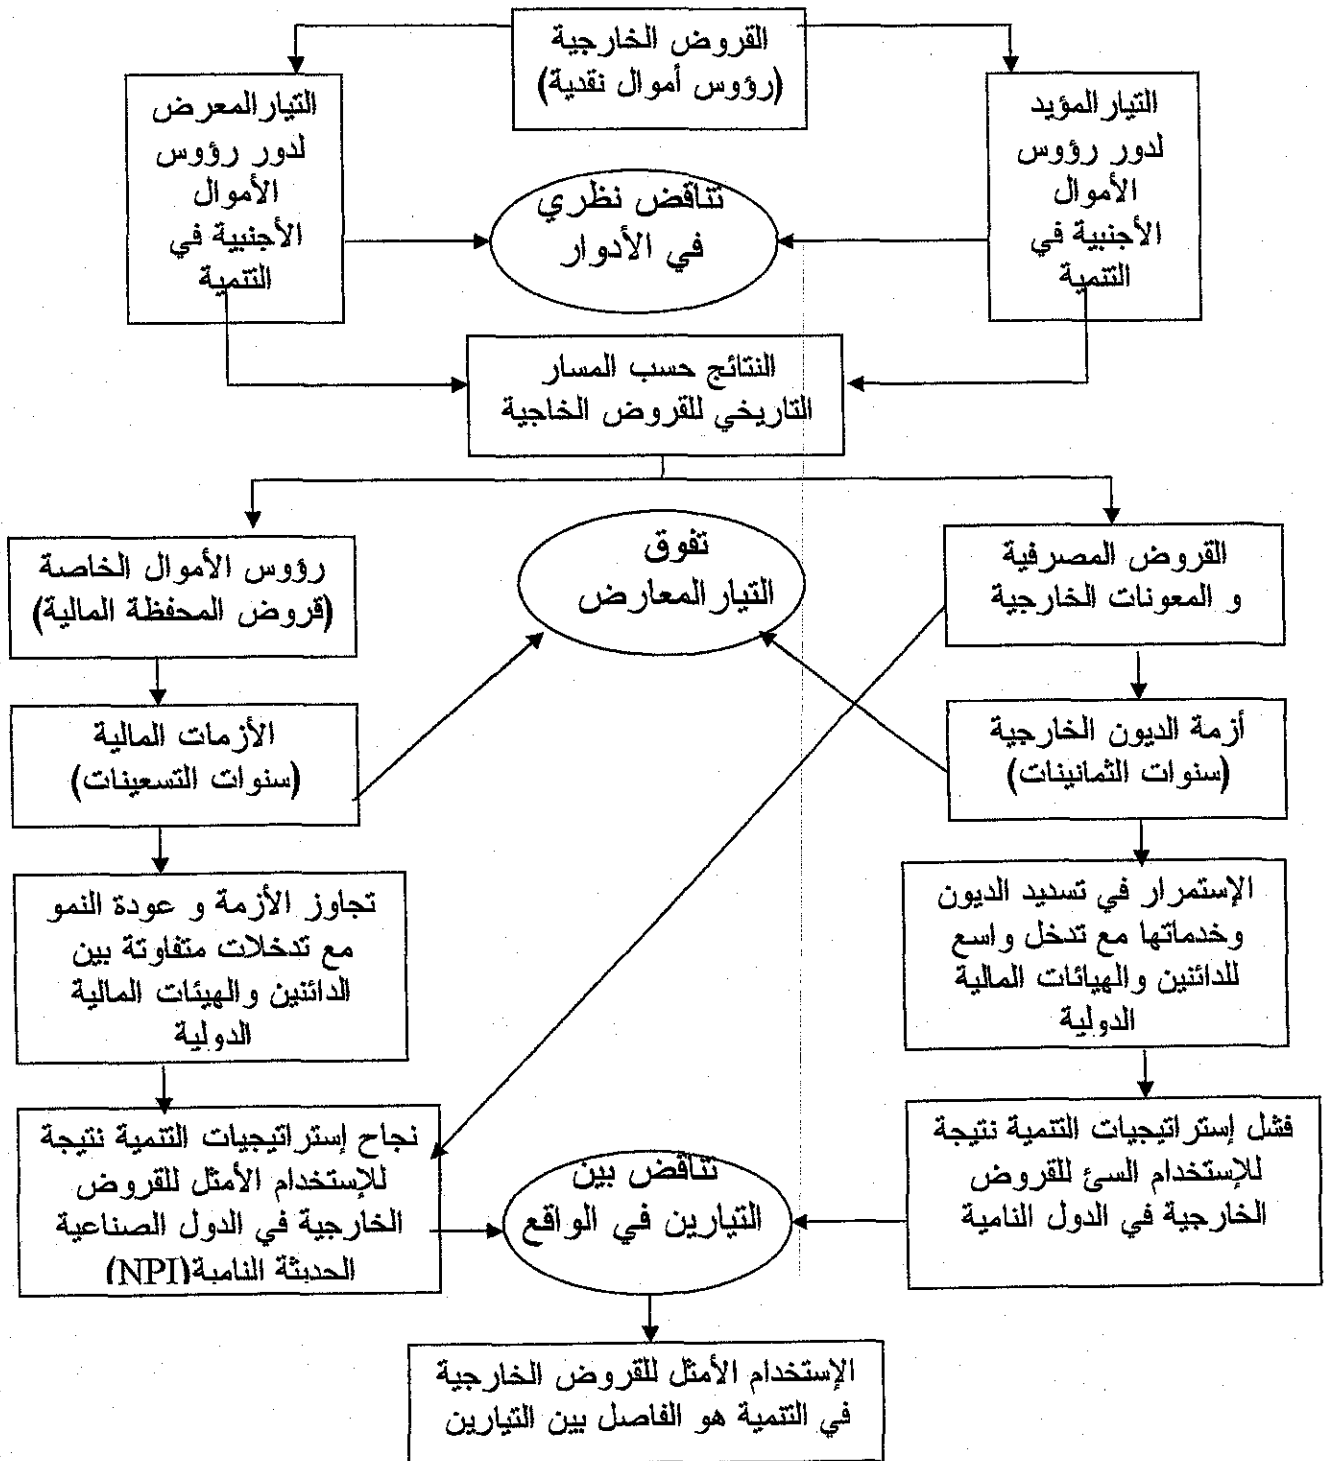 القروض الخارجية
(رؤوس أموال نقدية)
التيار المؤيد
لدور رؤوس
الأموال
الأجنبية في
التنمية
التيار المعرض
لدور رؤوس
الأموال
الأجنبية في
التنمية
تناقض نظري
في الأدوار
النتائج حسب المسار
التاريخي للقروض الخاجية
القروض المصرفية
و المعونات الخارجية
تفوق
التيار المعارض
رؤوس الأموال الخاصة
(قروض المحفظة المالية)
أزمة الديون الخارجية
(سنوات الثمانينات)
الأزمات المالية
(سنوات التسعينات)
الإستمرار في تسديد الديون
وخدماتها مع تدخل واسع
للدائنين والهيائات المالية
الدولية
تجاوز الأزمة و عودة النمو
مع تدخلات متفاوتة بين
الدائنين والهيئات المالية
الدولية
فشل إستراتيجيات التنمية نتيجة
للإستخدام السئ للقروض
الخارجية في الدول النامية
تناقض بين
التيارين في الواقع
نجاح إستراتيجيات التنمية نتيجة
للإستخدام الأمثل للقروض
الخارجية في الدول الصناعية
الحديثة النامية(NPI)
الإستخدام الأمثل للقروض الخارجية
في التنمية هو الفاصل بين التيارين